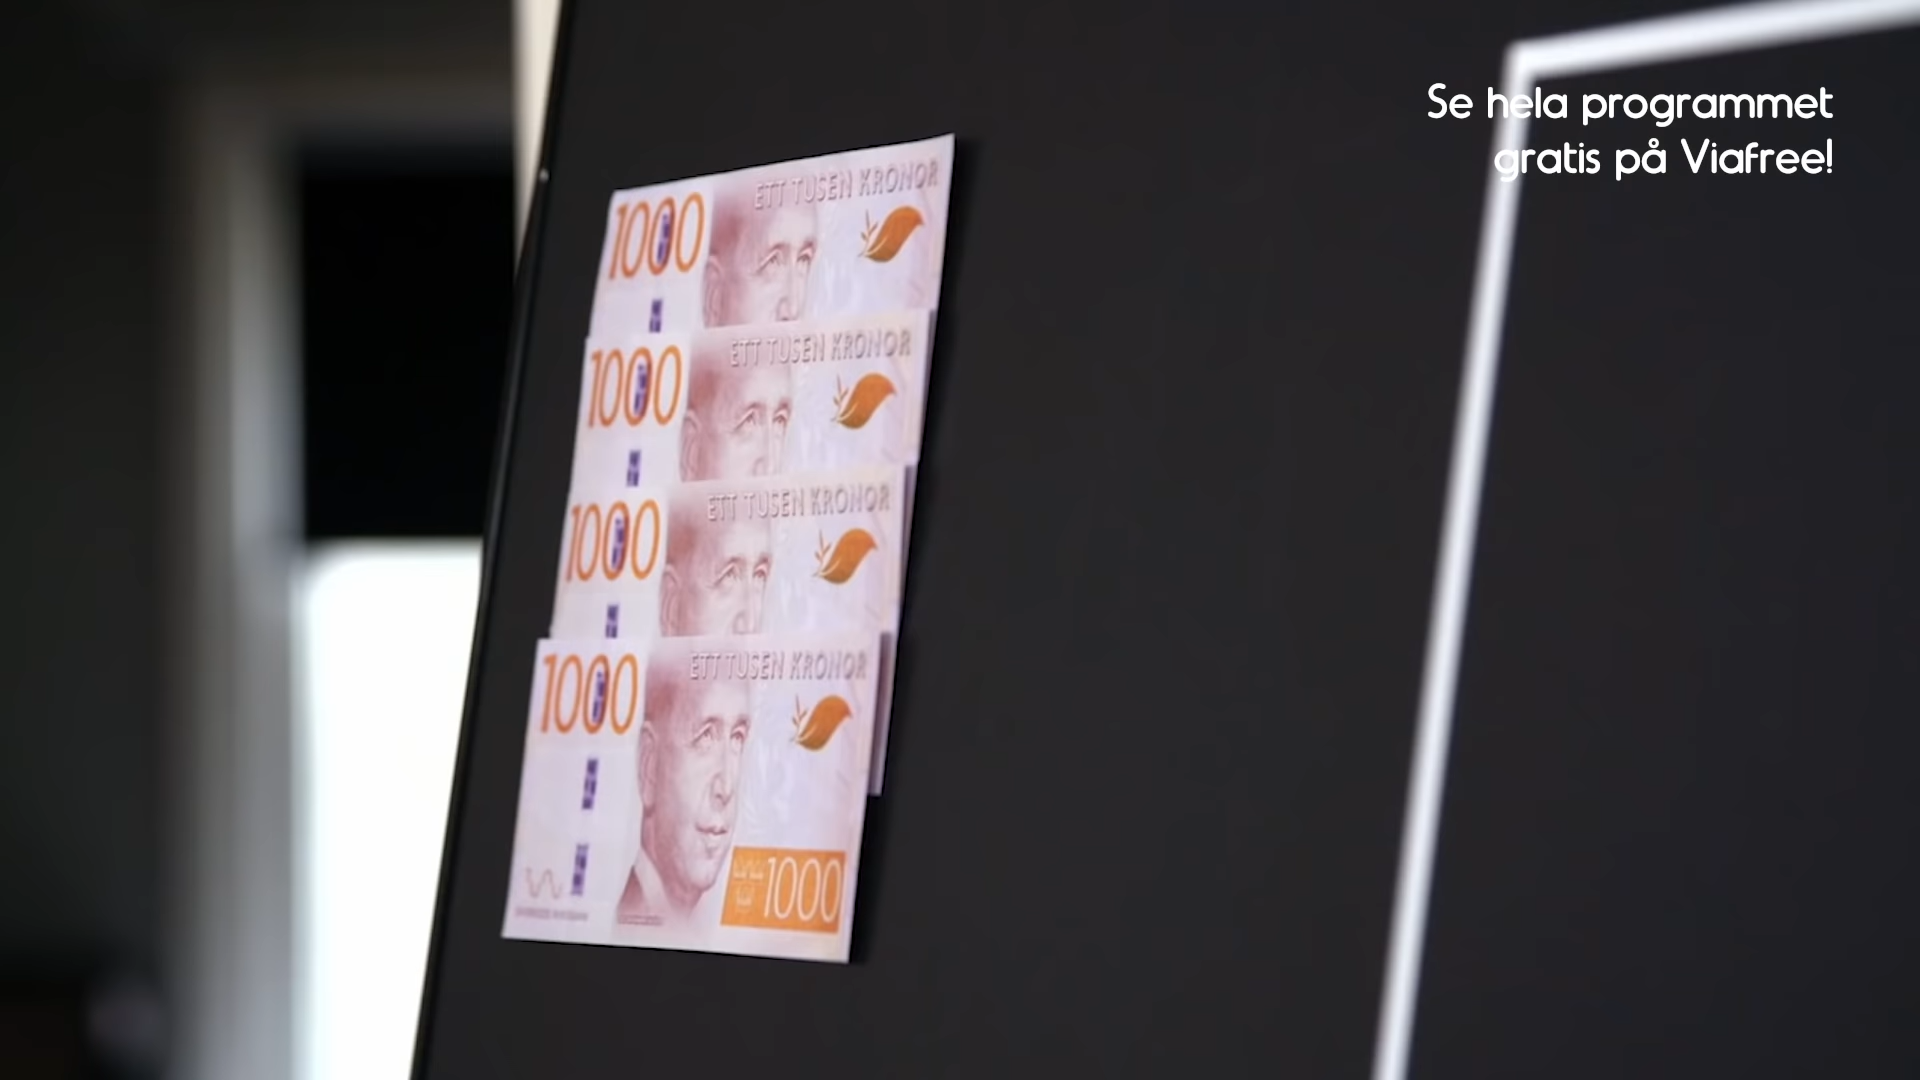 Se hela programmet
gratis på Viafree!
ETT TUSEN KRONOR
1000
ETT TUSEN KRONOR
1000
ETT TUSEN KRONOR
1000
ETT TUSEN KRONOR
1000
1000